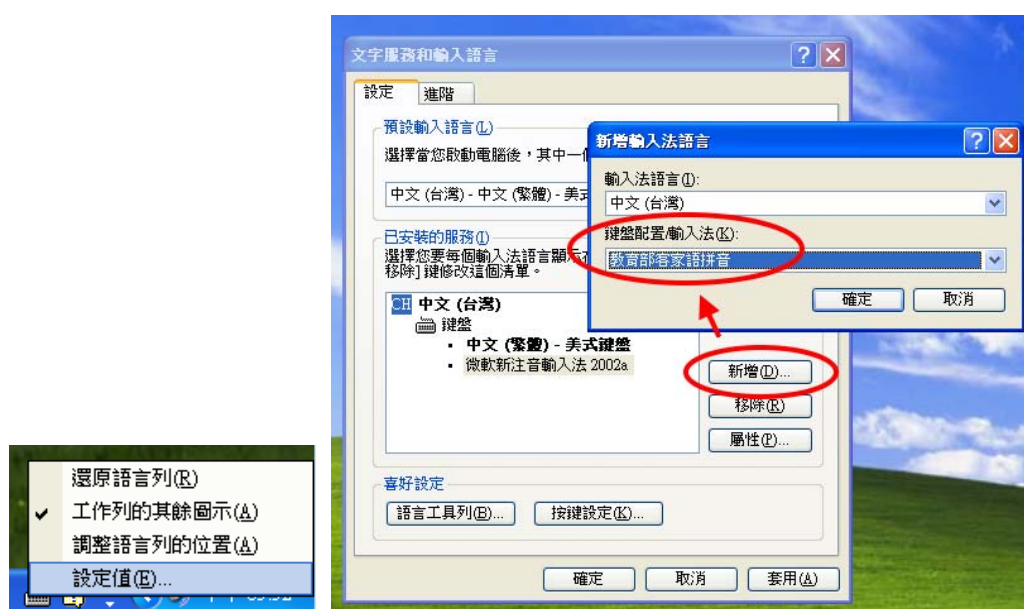 還原語言列(R)
工作列的其餘圖示(A)
調整語言列的位置(A)
設定值(E)...
文字服務和輸入語言
設定
進階
預設輸入語言(L)
選擇當您啟動電腦後，其中一
中文 (台灣) - 中文 (繁體) - 美式
已安裝的服務(I)
選擇您要每個輸入法語言顯示在
移除] 鍵修改這個清單。
CH 中文 (台灣)
鍵盤
• 中文 (繁體) - 美式鍵盤
• 微軟新注音輸入法 2002a
新增(D)...
移除(R)
屬性(P)...
喜好設定
語言工具列(B)...
按鍵設定(K)...
確定
取消
套用(A)
新增輸入法語言
輸入法語言(I):
中文 (台灣)
鍵盤配置/輸入法(K):
教育部客家語拼音
確定
取消